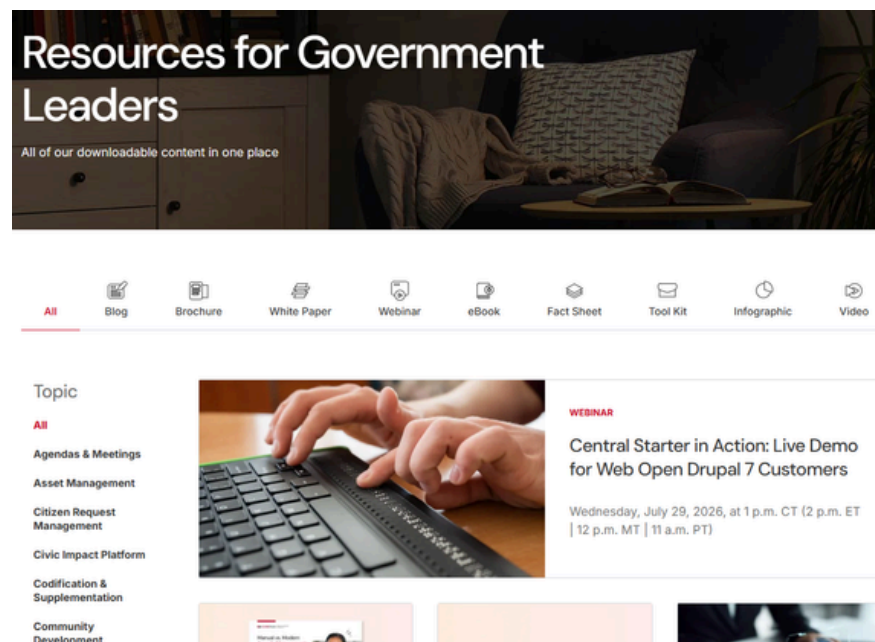 Resources for Government
Leaders
All of our downloadable content in one place
All
Blog
Brochure
White Paper
Webinar
eBook
Fact Sheet
Tool Kit
Infographic
Video
Topic
All
Agendas & Meetings
Asset Management
Citizen Request
Management
Civic Impact Platform
Codification &
Supplementation
Community
Development
WEBINAR
Central Starter in Action: Live Demo
for Web Open Drupal 7 Customers
Wednesday, July 29, 2026, at 1 p.m. CT (2 p.m. ET
| 12 p.m. MT | 11 a.m. PT)
Manual vs. Modern